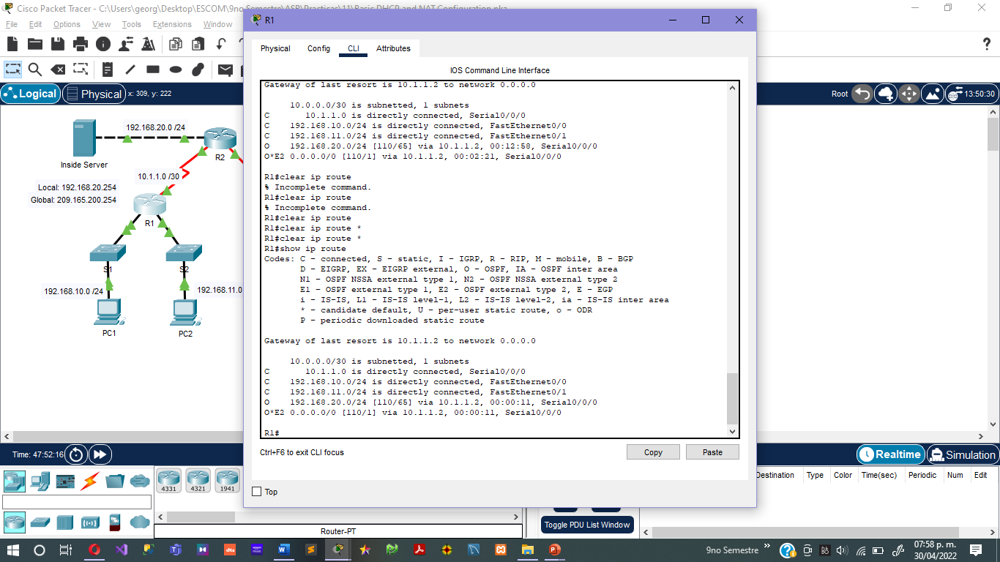 Cisco Packet Tracer - C:\Users\georg\Desktop\ESCOM\9no Semestre\ASR\Practicas\11\Basic DHCP and NAT Configuration.pka
File Edit Options View Tools Extensions Window
Logical
Physical
x: 309, y: 222
Root
13:50:30
192.168.20.0 /24
Inside Server
R2
10.1.1.0 /30
Local: 192.168.20.254
Global: 209.165.200.254
R1
S1
S2
192.168.10.0 /24
192.168.11.0
PC1
PC2
R1
Physical Config CLI Attributes
IOS Command Line Interface
Gateway of last resort is 10.1.1.2 to network 0.0.0.0
10.0.0.0/30 is subnetted, 1 subnets
C 10.1.1.0 is directly connected, Serial0/0/0
C 192.168.10.0/24 is directly connected, FastEthernet0/0
C 192.168.11.0/24 is directly connected, FastEthernet0/1
O 192.168.20.0/24 [110/65] via 10.1.1.2, 00:12:58, Serial0/0/0
O*E2 0.0.0.0/0 [110/1] via 10.1.1.2, 00:02:21, Serial0/0/0
R1#clear ip route
% Incomplete command.
R1#clear ip route
% Incomplete command.
R1#clear ip route
R1#clear ip route *
R1#clear ip route *
R1#show ip route
Codes: C - connected, S - static, I - IGRP, R - RIP, M - mobile, B - BGP
D - EIGRP, EX - EIGRP external, O - OSPF, IA - OSPF inter area
N1 - OSPF NSSA external type 1, N2 - OSPF NSSA external type 2
E1 - OSPF external type 1, E2 - OSPF external type 2, E - EGP
i - IS-IS, L1 - IS-IS level-1, L2 - IS-IS level-2, ia - IS-IS inter area
* - candidate default, U - per-user static route, o - ODR
P - periodic downloaded static route
Gateway of last resort is 10.1.1.2 to network 0.0.0.0
10.0.0.0/30 is subnetted, 1 subnets
C 10.1.1.0 is directly connected, Serial0/0/0
C 192.168.10.0/24 is directly connected, FastEthernet0/0
C 192.168.11.0/24 is directly connected, FastEthernet0/1
O 192.168.20.0/24 [110/65] via 10.1.1.2, 00:00:11, Serial0/0/0
O*E2 0.0.0.0/0 [110/1] via 10.1.1.2, 00:00:11, Serial0/0/0
R1#
Ctrl+F6 to exit CLI focus
Copy
Paste
Top
Time: 47:52:16
Realtime
Simulation
4331
4321
1941
Destination Type Color Time(sec) Periodic Num Edit
Toggle PDU List Window
Router-PT
dts
9no Semestre
07:58 p. m.
30/04/2022